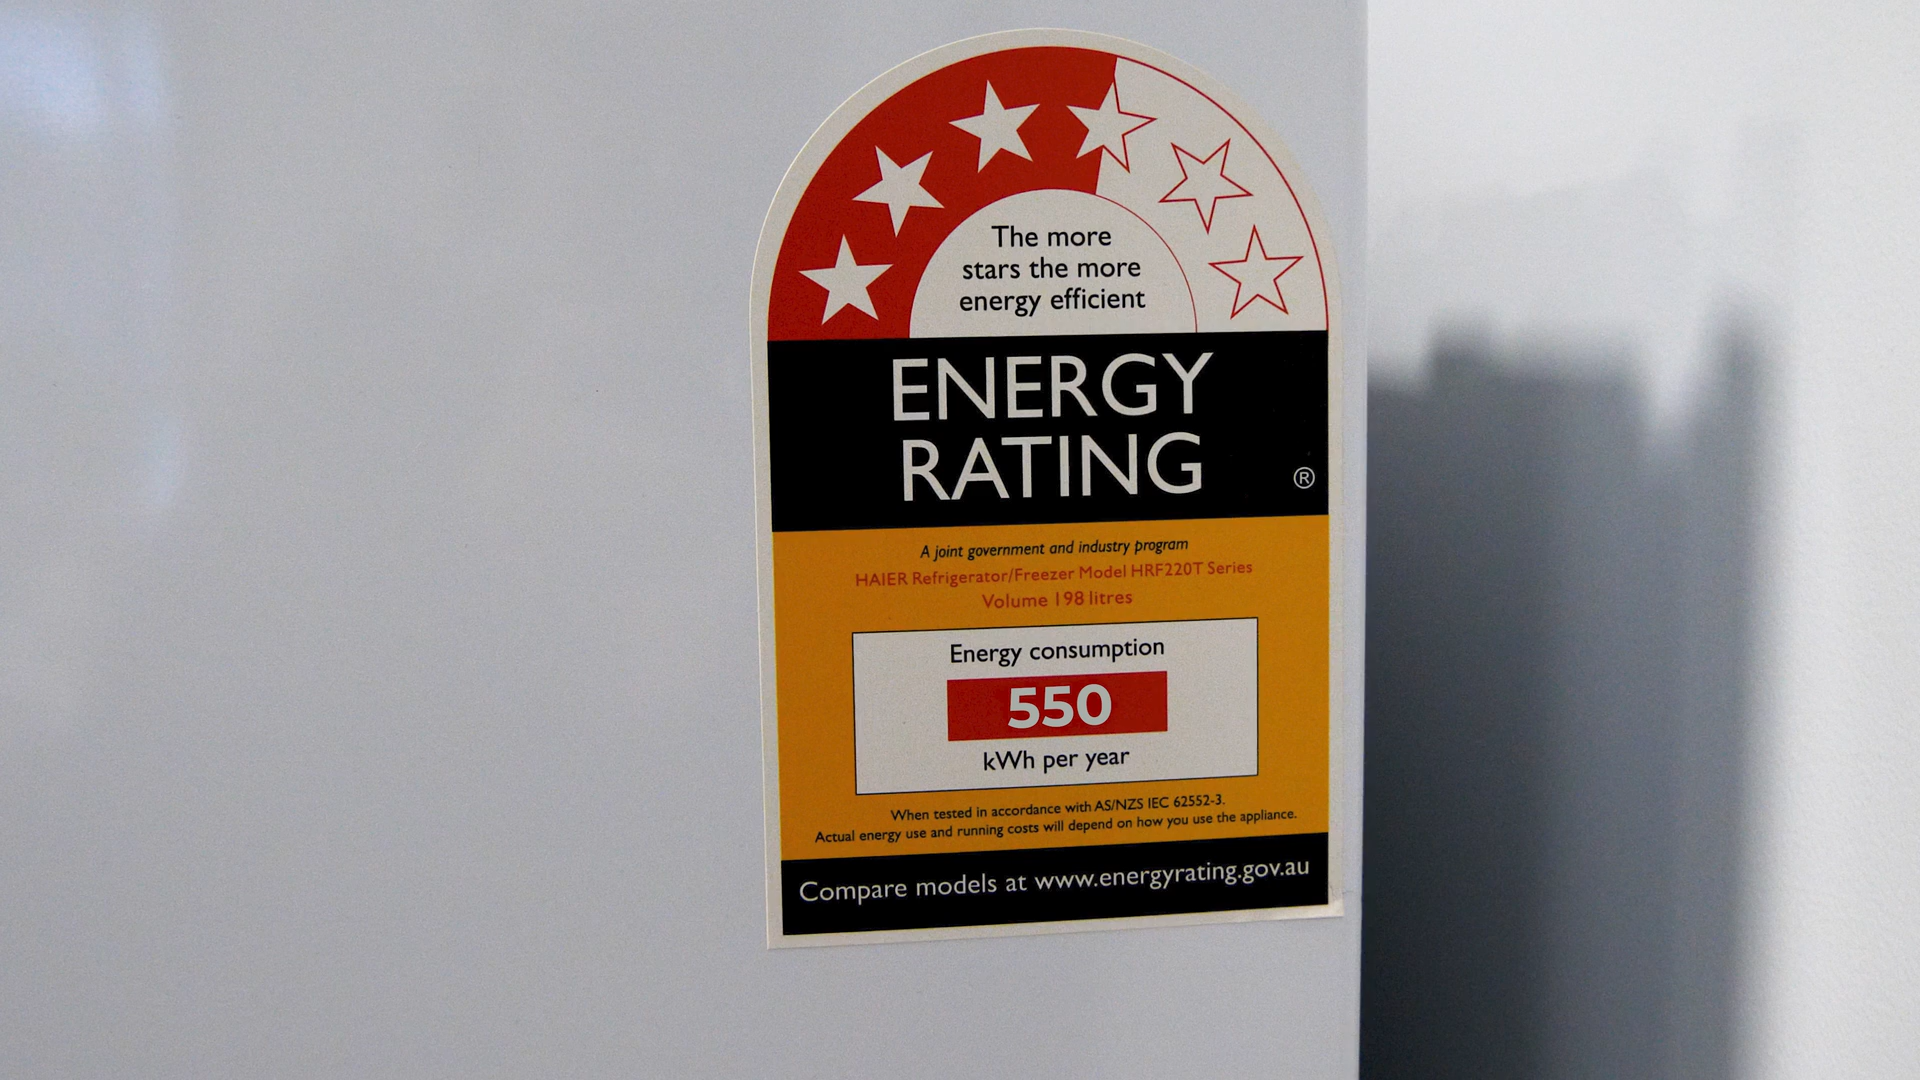 The more
stars the more
energy efficient
ENERGY
RATING
®
A joint government and industry program
HAIER Refrigerator/Freezer Model HRF220T Series
Volume 198 litres
Energy consumption
550
kWh per year
When tested in accordance with AS/NZS IEC 62552-3.
Actual energy use and running costs will depend on how you use the appliance.
Compare models at www.energyrating.gov.au